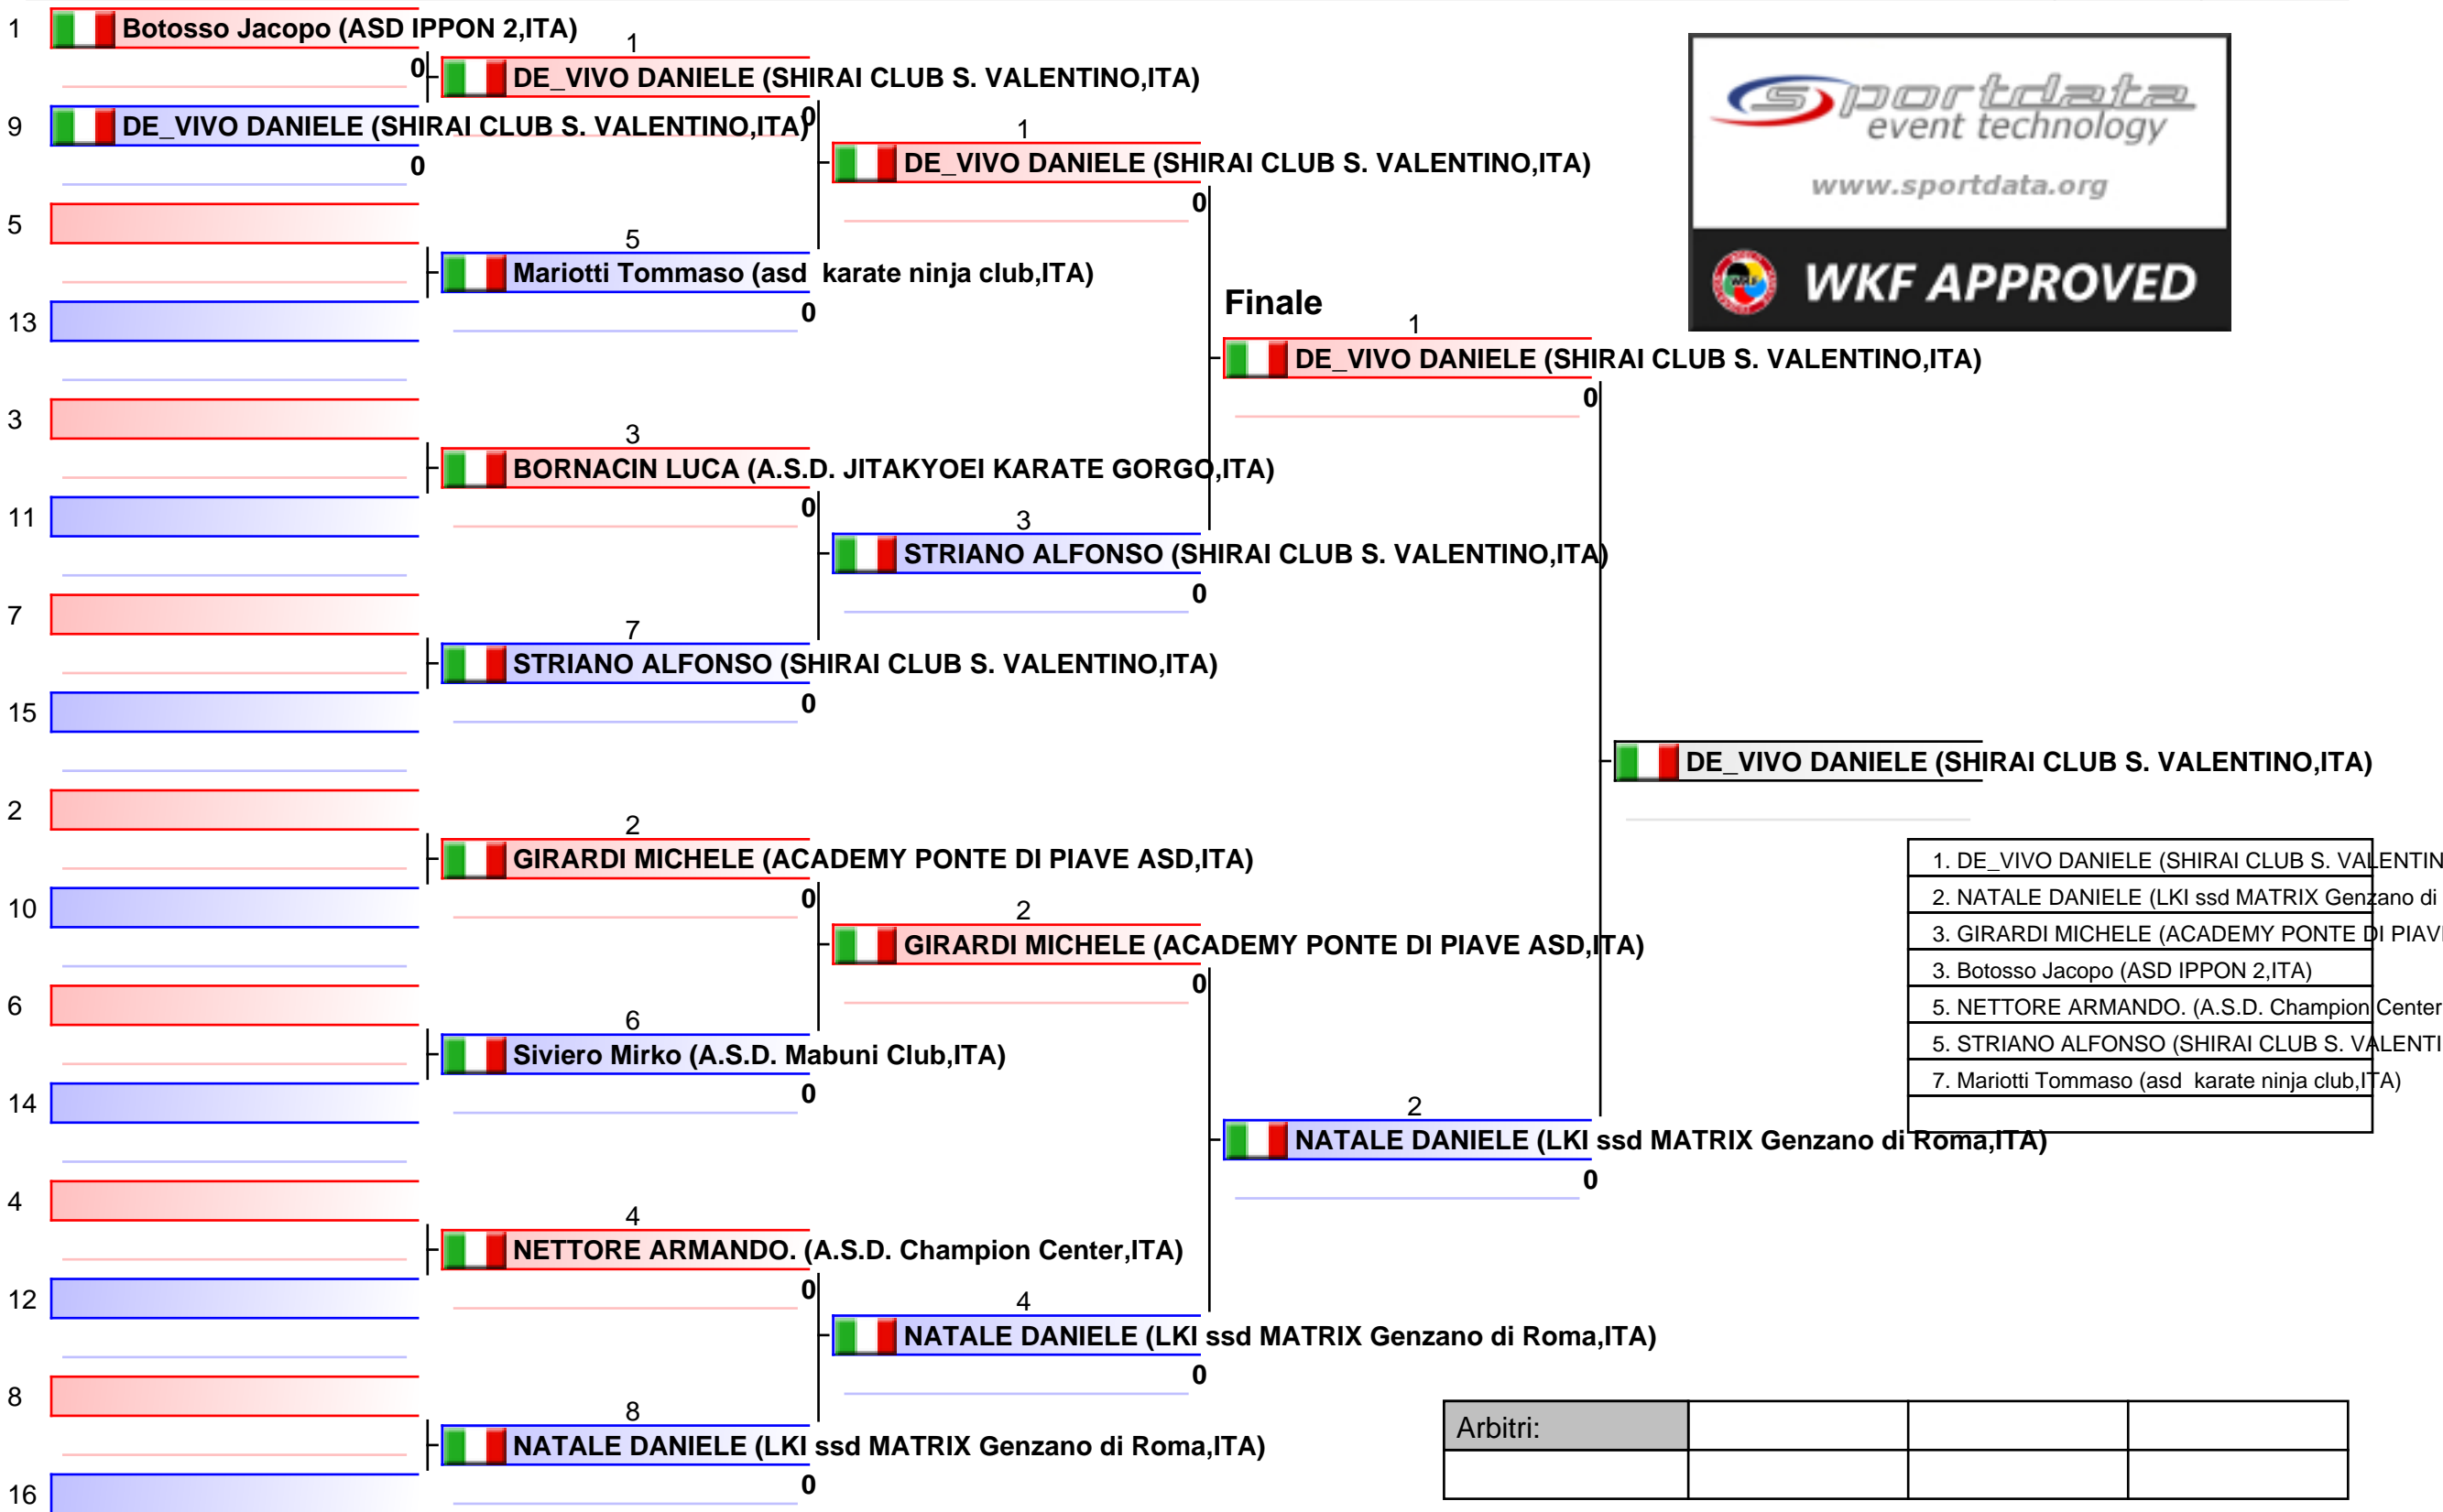 1 Botosso Jacopo (ASD IPPON 2,ITA)
0
9 DE_VIVO DANIELE (SHIRAI CLUB S. VALENTINO,ITA)
0
5
13
3
11
7
15
2
10
6
14
4
12
8
16
1
DE_VIVO DANIELE (SHIRAI CLUB S. VALENTINO,ITA)
0
5
Mariotti Tommaso (asd  karate ninja club,ITA)
0
3
BORNACIN LUCA (A.S.D. JITAKYOEI KARATE GORGO,ITA)
0
7
STRIANO ALFONSO (SHIRAI CLUB S. VALENTINO,ITA)
0
2
GIRARDI MICHELE (ACADEMY PONTE DI PIAVE ASD,ITA)
0
6
Siviero Mirko (A.S.D. Mabuni Club,ITA)
0
4
NETTORE ARMANDO. (A.S.D. Champion Center,ITA)
0
8
NATALE DANIELE (LKI ssd MATRIX Genzano di Roma,ITA)
0
1
DE_VIVO DANIELE (SHIRAI CLUB S. VALENTINO,ITA)
0
3
STRIANO ALFONSO (SHIRAI CLUB S. VALENTINO,ITA)
0
2
GIRARDI MICHELE (ACADEMY PONTE DI PIAVE ASD,ITA)
0
4
NATALE DANIELE (LKI ssd MATRIX Genzano di Roma,ITA)
0
Finale
1
DE_VIVO DANIELE (SHIRAI CLUB S. VALENTINO,ITA)
0
2
NATALE DANIELE (LKI ssd MATRIX Genzano di Roma,ITA)
0
DE_VIVO DANIELE (SHIRAI CLUB S. VALENTINO,ITA)
sportdata
event technology
www.sportdata.org
WKF APPROVED
1. DE_VIVO DANIELE (SHIRAI CLUB S. VALENTIN
2. NATALE DANIELE (LKI ssd MATRIX Genzano di
3. GIRARDI MICHELE (ACADEMY PONTE DI PIAV
3. Botosso Jacopo (ASD IPPON 2,ITA)
5. NETTORE ARMANDO. (A.S.D. Champion Center
5. STRIANO ALFONSO (SHIRAI CLUB S. VALENTI
7. Mariotti Tommaso (asd  karate ninja club,ITA)
Arbitri: